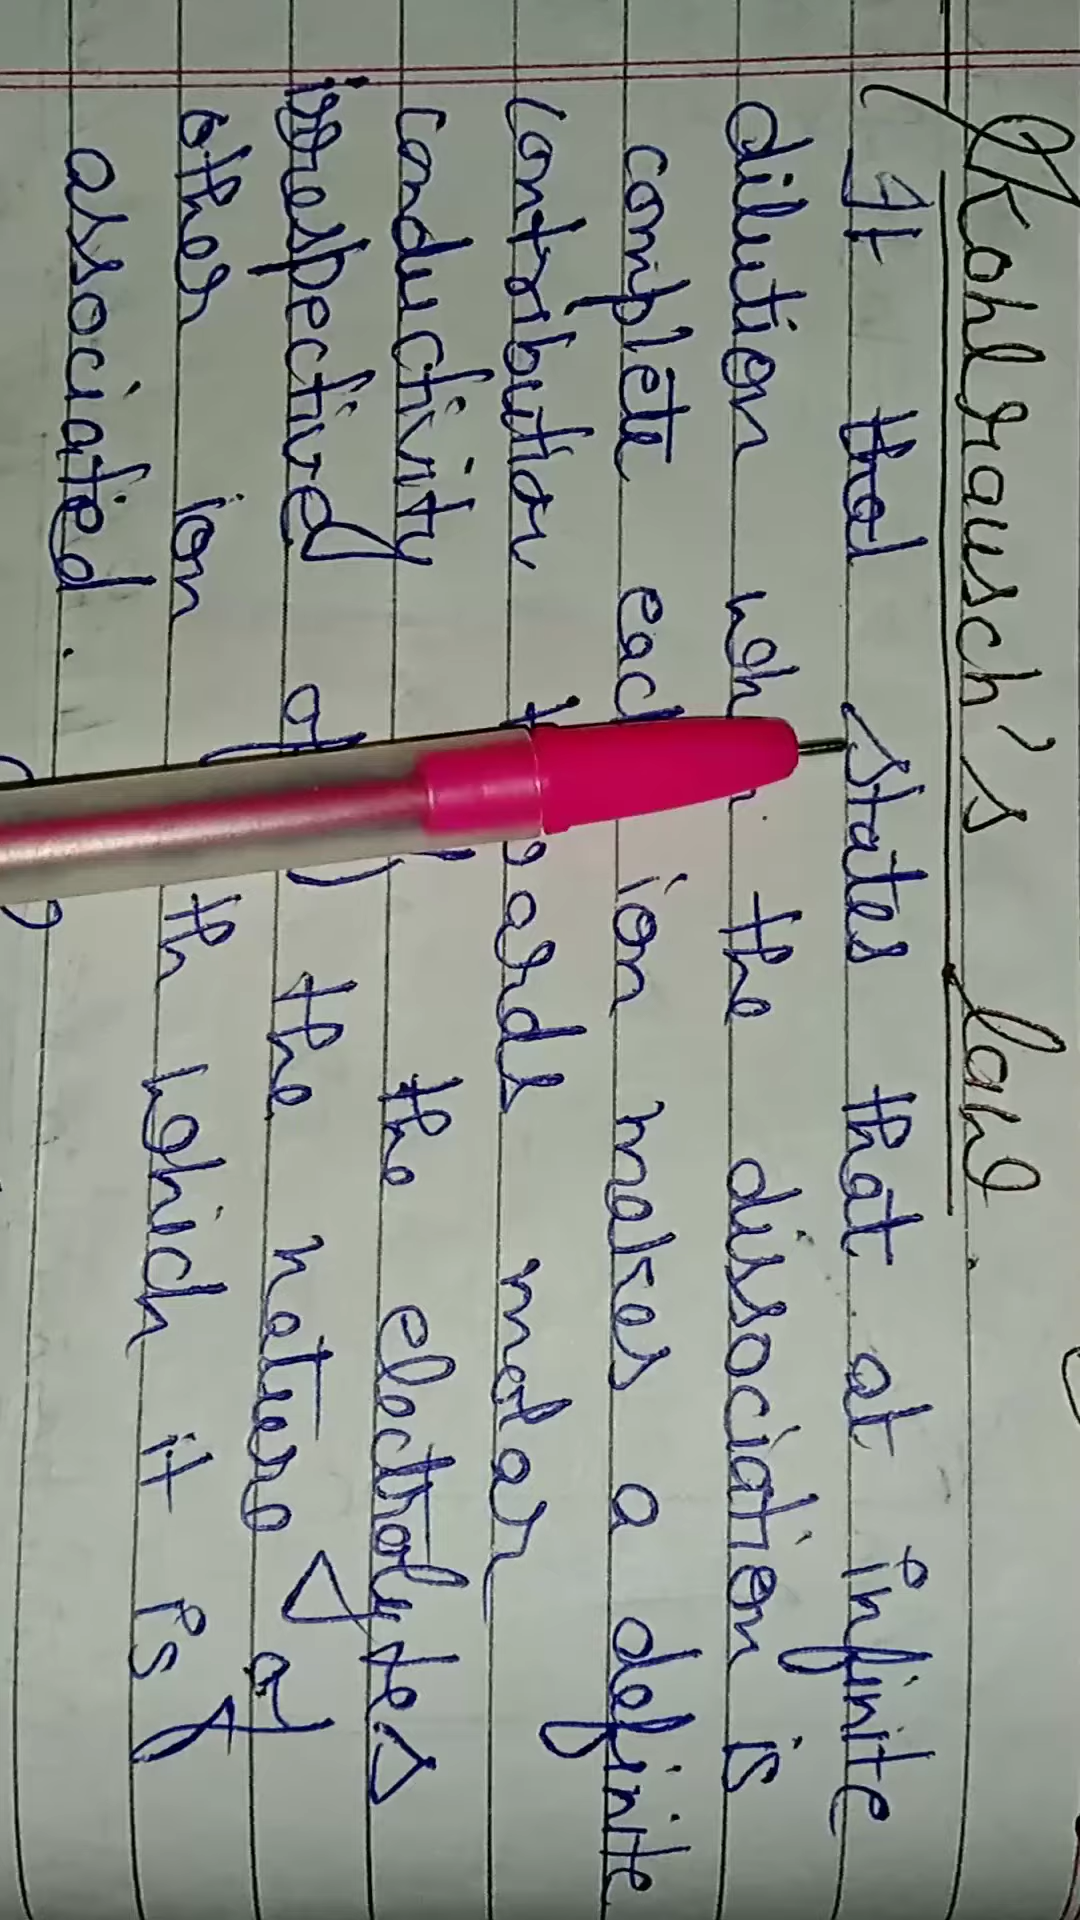 Kohlrausch's law
It that states that at infinite
dilution when the dissociation is
complete each ion makes a definite
contribution towards molar
conductivity of the electrolytes
irrespective of the nature of
other ion with which it is
associated.